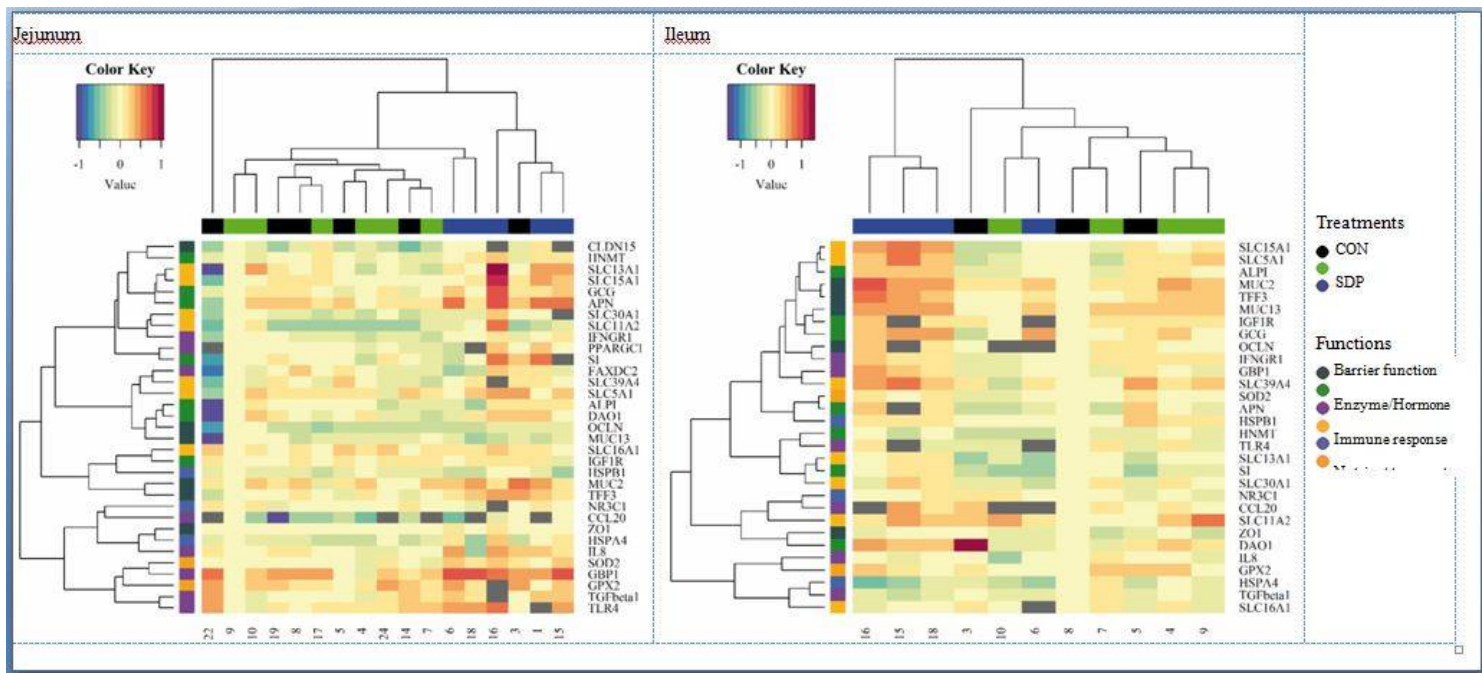 Jejunum
Color Key
-1 0 1
Value
CLDN15
HNMT
SLC13A1
SLC15A1
GCG
APN
SLC30A1
SLC11A2
IFNGR1
PPARGC1
SI
FAXDC2
SLC39A4
SLC5A1
ALPI
DAO1
OCLN
MUC13
SLC16A1
IGF1R
HSPB1
MUC2
TFF3
NR3C1
CCL20
ZO1
HSPA4
IL8
SOD2
GBP1
GPX2
TGFbeta1
TLR4
22 9 10 19 8 17 5 4 24 14 7 6 18 16 3 1 15
Ileum
Color Key
-1 0 1
Value
SLC15A1
SLC5A1
ALPI
MUC2
TFF3
MUC13
IGF1R
GCG
OCLN
IFNGR1
GBP1
SLC39A4
SOD2
APN
HSPB1
HNMT
TLR4
SLC13A1
SI
SLC30A1
NR3C1
CCL20
SLC11A2
ZO1
DAO1
IL8
GPX2
HSPA4
TGFbeta1
SLC16A1
16 15 18 3 10 6 8 7 5 4 9
Treatments
CON
SDP
Functions
Barrier function
Enzyme/Hormone
Immune response